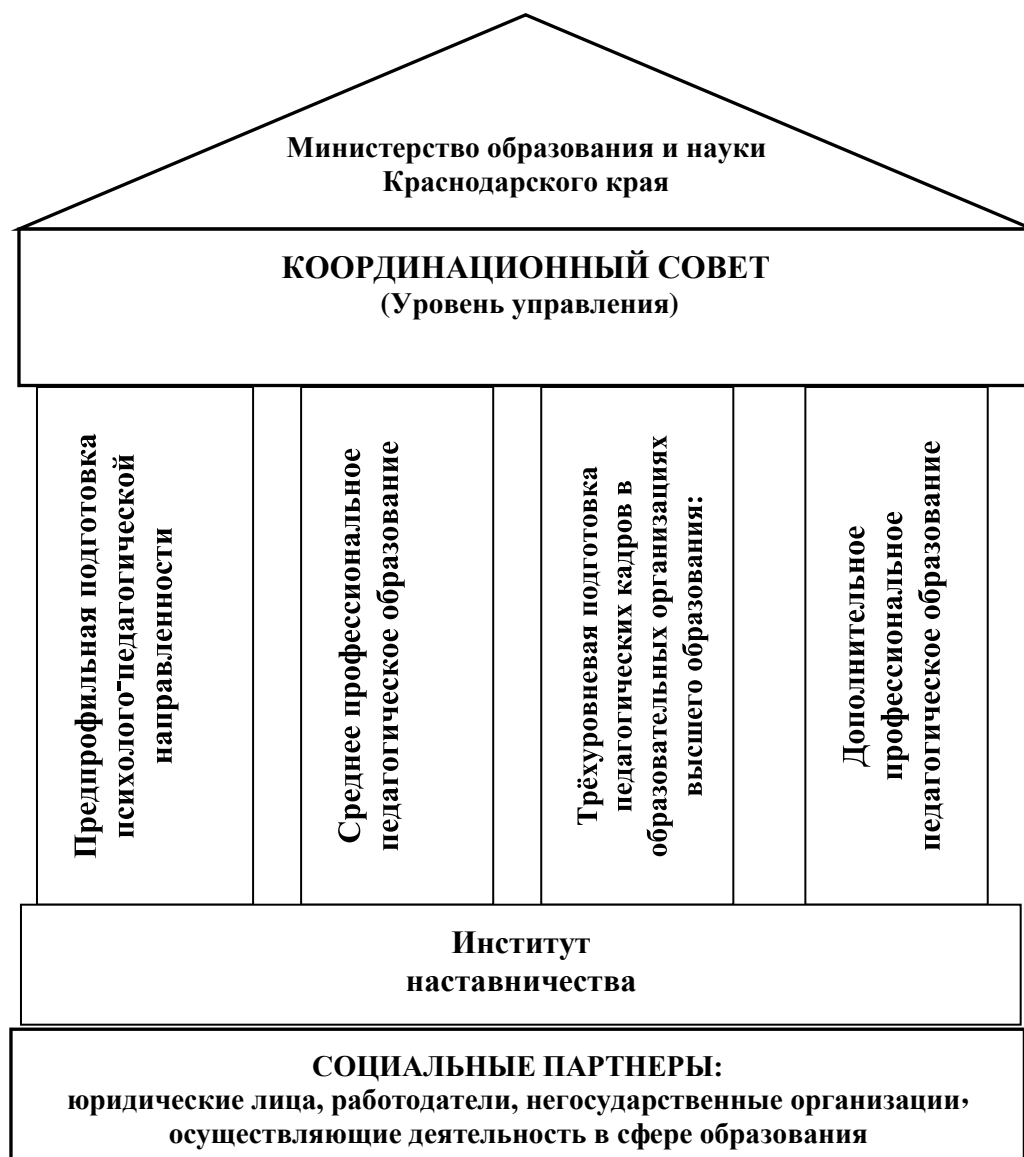 Министерство образования и науки
Краснодарского края
КООРДИНАЦИОННЫЙ СОВЕТ
(Уровень управления)
Предпрофильная подготовка
психолого-педагогической
направленности
Среднее профессиональное
педагогическое образование
Трёхуровневая подготовка
педагогических кадров в
образовательных организациях
высшего образования:
Дополнительное
профессиональное
педагогическое образование
Институт
наставничества
СОЦИАЛЬНЫЕ ПАРТНЕРЫ:
юридические лица, работодатели, негосударственные организации,
осуществляющие деятельность в сфере образования